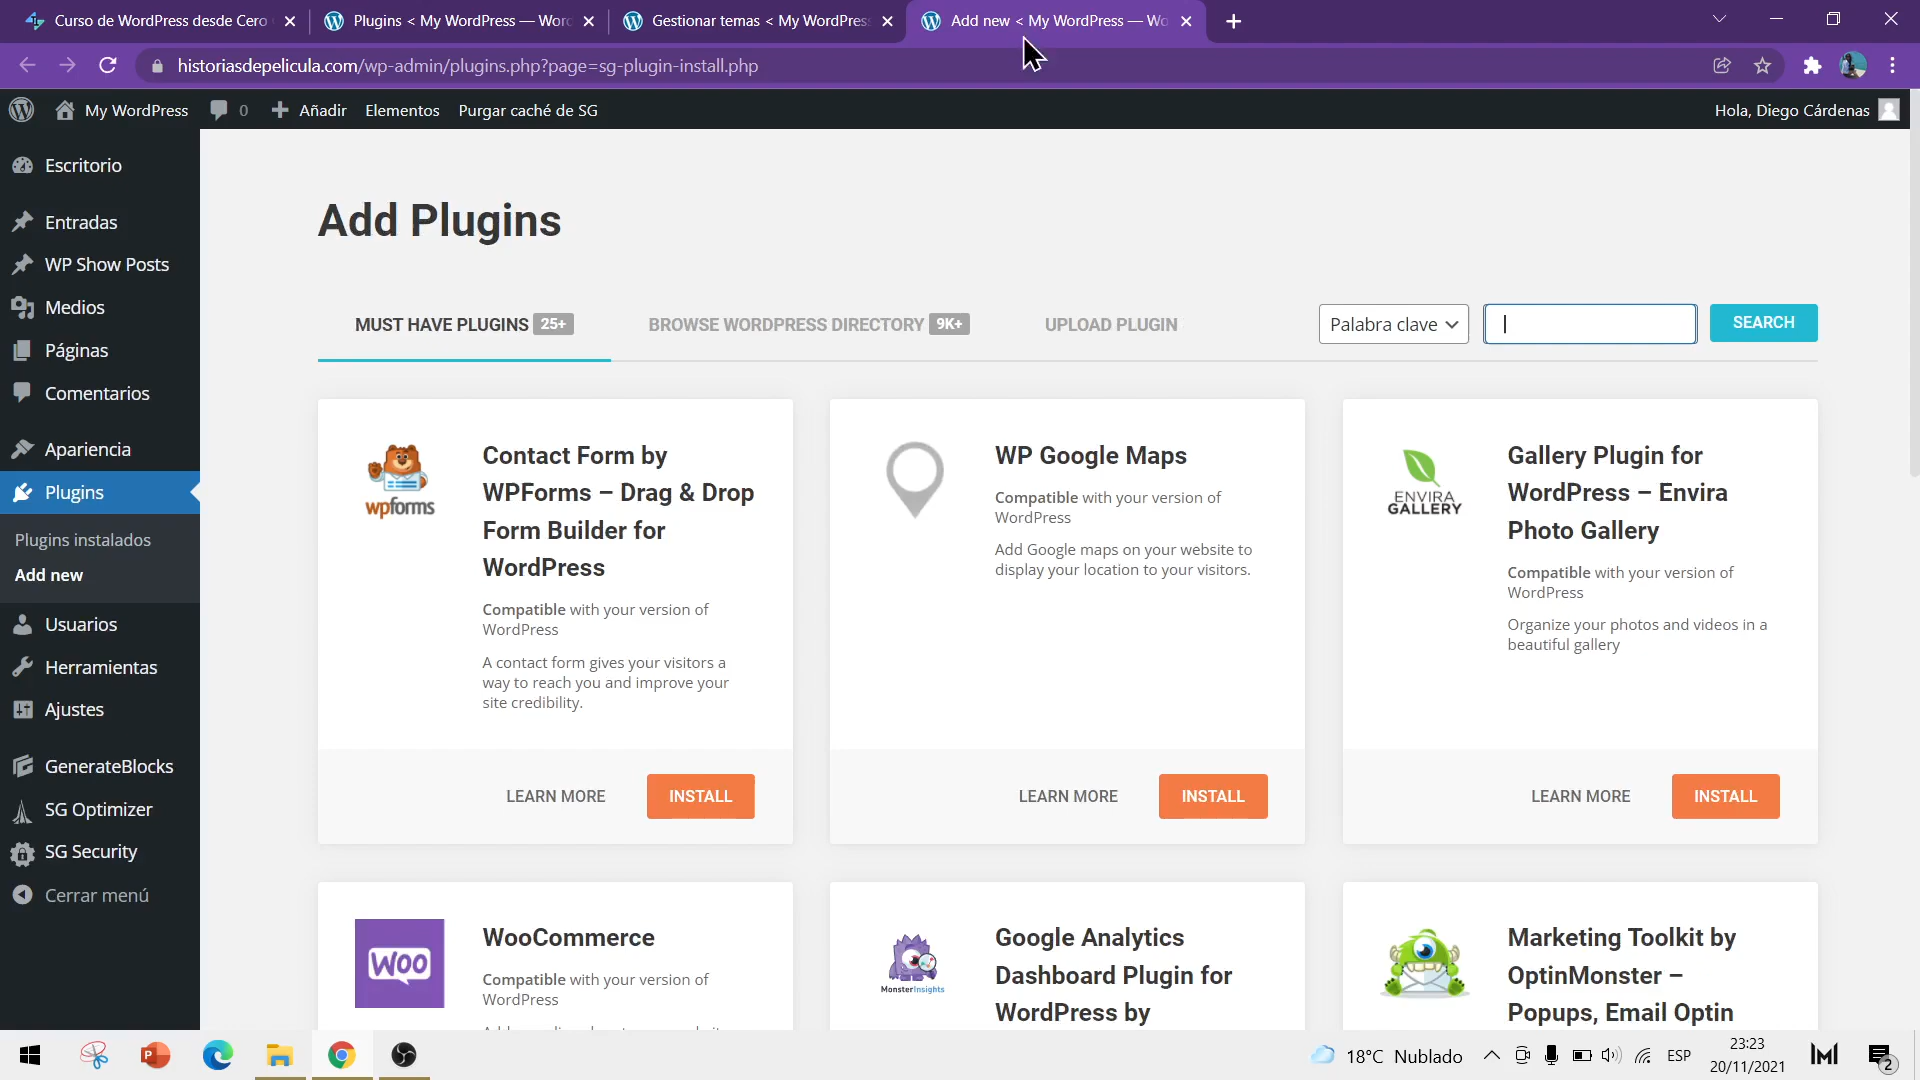 Curso de WordPress desde Cero
Plugins < My WordPress — Word
Gestionar temas < My WordPress
Add new < My WordPress — Wo
historiasdepelicula.com/wp-admin/plugins.php?page=sg-plugin-install.php
My WordPress
0
Añadir
Elementos
Purgar caché de SG
Hola, Diego Cárdenas
Escritorio
Entradas
WP Show Posts
Medios
Páginas
Comentarios
Apariencia
Plugins
Plugins instalados
Add new
Usuarios
Herramientas
Ajustes
GenerateBlocks
SG Optimizer
SG Security
Cerrar menú
Add Plugins
MUST HAVE PLUGINS 25+
BROWSE WORDPRESS DIRECTORY 9K+
UPLOAD PLUGIN
Palabra clave
SEARCH
wpforms
Contact Form by
WPForms – Drag & Drop
Form Builder for
WordPress
Compatible with your version of
WordPress
A contact form gives your visitors a
way to reach you and improve your
site credibility.
LEARN MORE
INSTALL
WP Google Maps
Compatible with your version of
WordPress
Add Google maps on your website to
display your location to your visitors.
LEARN MORE
INSTALL
ENVIRA
GALLERY
Gallery Plugin for
WordPress – Envira
Photo Gallery
Compatible with your version of
WordPress
Organize your photos and videos in a
beautiful gallery
LEARN MORE
INSTALL
WOO
WooCommerce
Compatible with your version of
WordPress
MonsterInsights
Google Analytics
Dashboard Plugin for
WordPress by
Marketing Toolkit by
OptinMonster –
Popups, Email Optin
18°C Nublado
ESP
23:23
20/11/2021
2